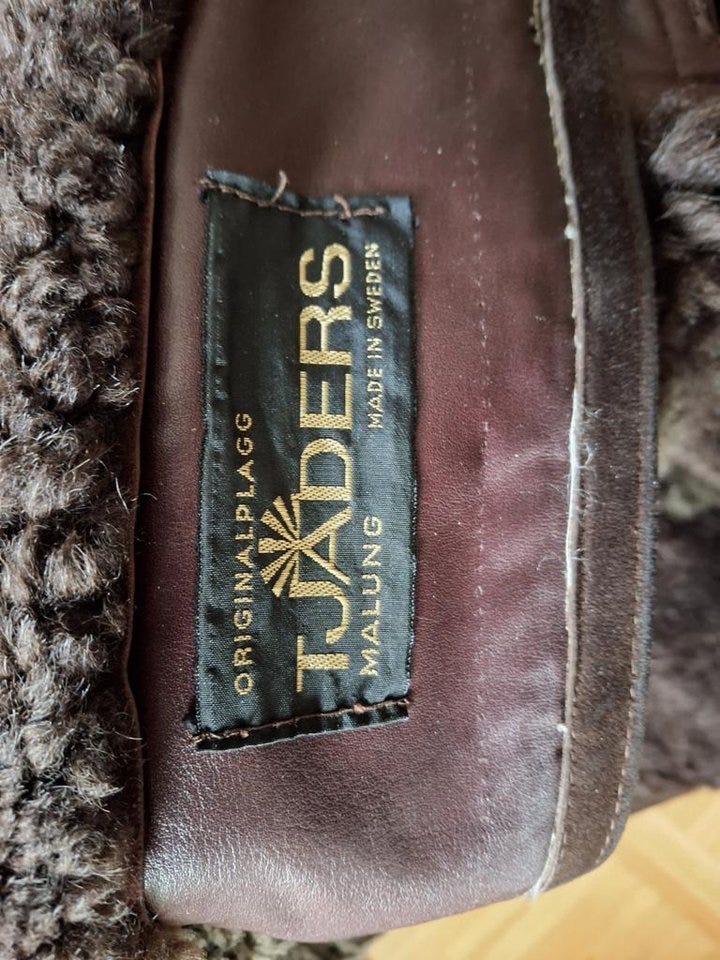 ORIGINALPLAGG
TJÄDERS
MALUNG MADE IN SWEDEN